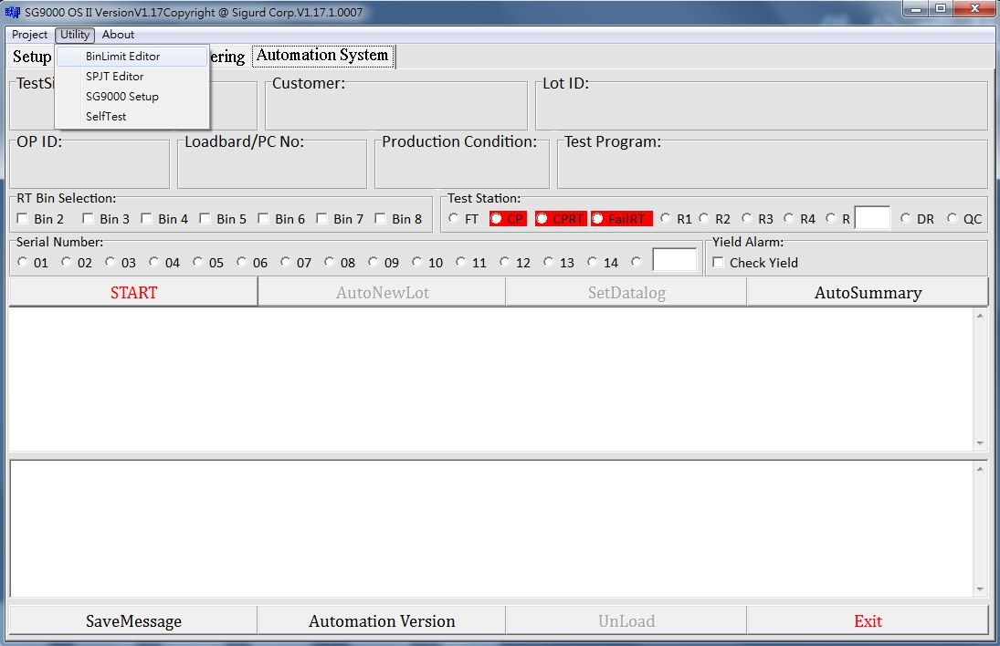 SG9000 OS II VersionV1.17Copyright @ Sigurd Corp.V1.17.1.0007
Project Utility About
Setup ering Automation System
BinLimit Editor
SPJT Editor
SG9000 Setup
SelfTest
TestSi Customer: Lot ID:
OP ID: Loadbard/PC No: Production Condition: Test Program:
RT Bin Selection: Test Station:
Bin 2 Bin 3 Bin 4 Bin 5 Bin 6 Bin 7 Bin 8 FT CP CPRT FailRT R1 R2 R3 R4 R DR QC
Serial Number: Yield Alarm:
01 02 03 04 05 06 07 08 09 10 11 12 13 14 Check Yield
START AutoNewLot SetDatalog AutoSummary
SaveMessage Automation Version UnLoad Exit